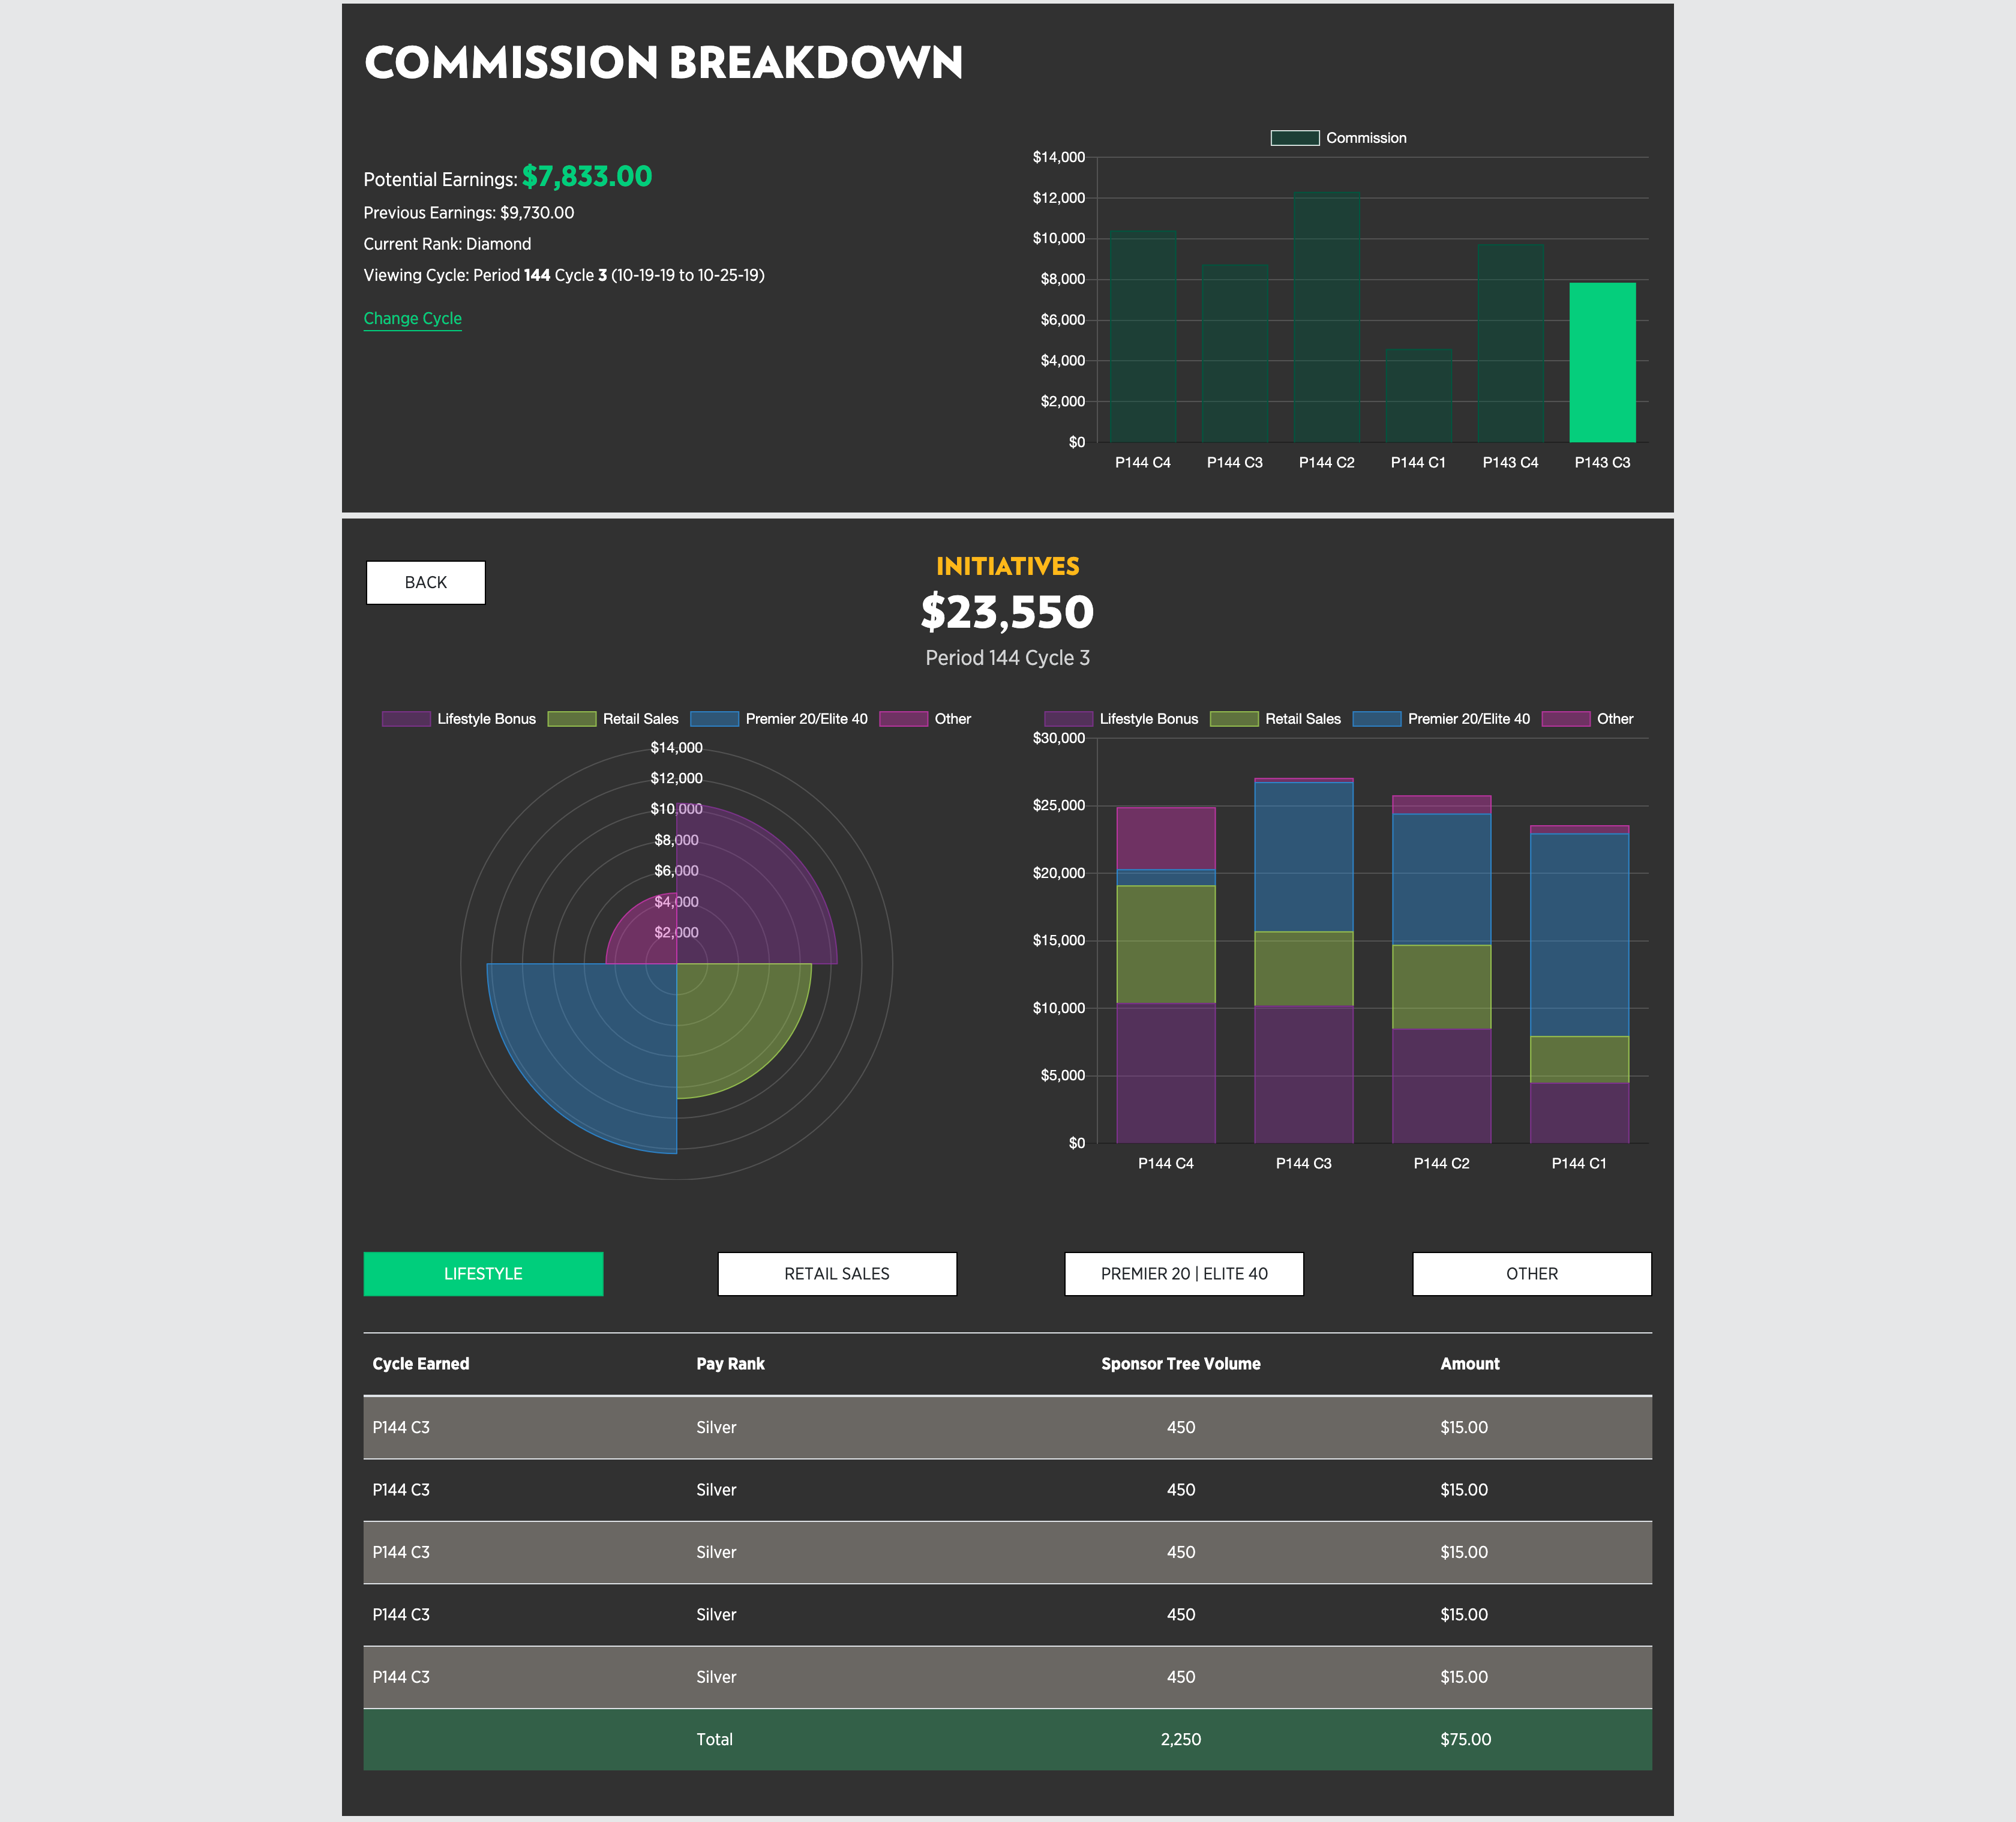 COMMISSION BREAKDOWN
Potential Earnings: $7,833.00
Previous Earnings: $9,730.00
Current Rank: Diamond
Viewing Cycle: Period 144 Cycle 3 (10-19-19 to 10-25-19)
Change Cycle
Commission
$14,000
$12,000
$10,000
$8,000
$6,000
$4,000
$2,000
$0
P144 C4 P144 C3 P144 C2 P144 C1 P143 C4 P143 C3
BACK
INITIATIVES
$23,550
Period 144 Cycle 3
Lifestyle Bonus Retail Sales Premier 20/Elite 40 Other
$14,000
$12,000
$10,000
$8,000
$6,000
$4,000
$2,000
Lifestyle Bonus Retail Sales Premier 20/Elite 40 Other
$30,000
$25,000
$20,000
$15,000
$10,000
$5,000
$0
P144 C4 P144 C3 P144 C2 P144 C1
LIFESTYLE RETAIL SALES PREMIER 20 | ELITE 40 OTHER
Cycle Earned Pay Rank Sponsor Tree Volume Amount
P144 C3 Silver 450 $15.00
P144 C3 Silver 450 $15.00
P144 C3 Silver 450 $15.00
P144 C3 Silver 450 $15.00
P144 C3 Silver 450 $15.00
Total 2,250 $75.00